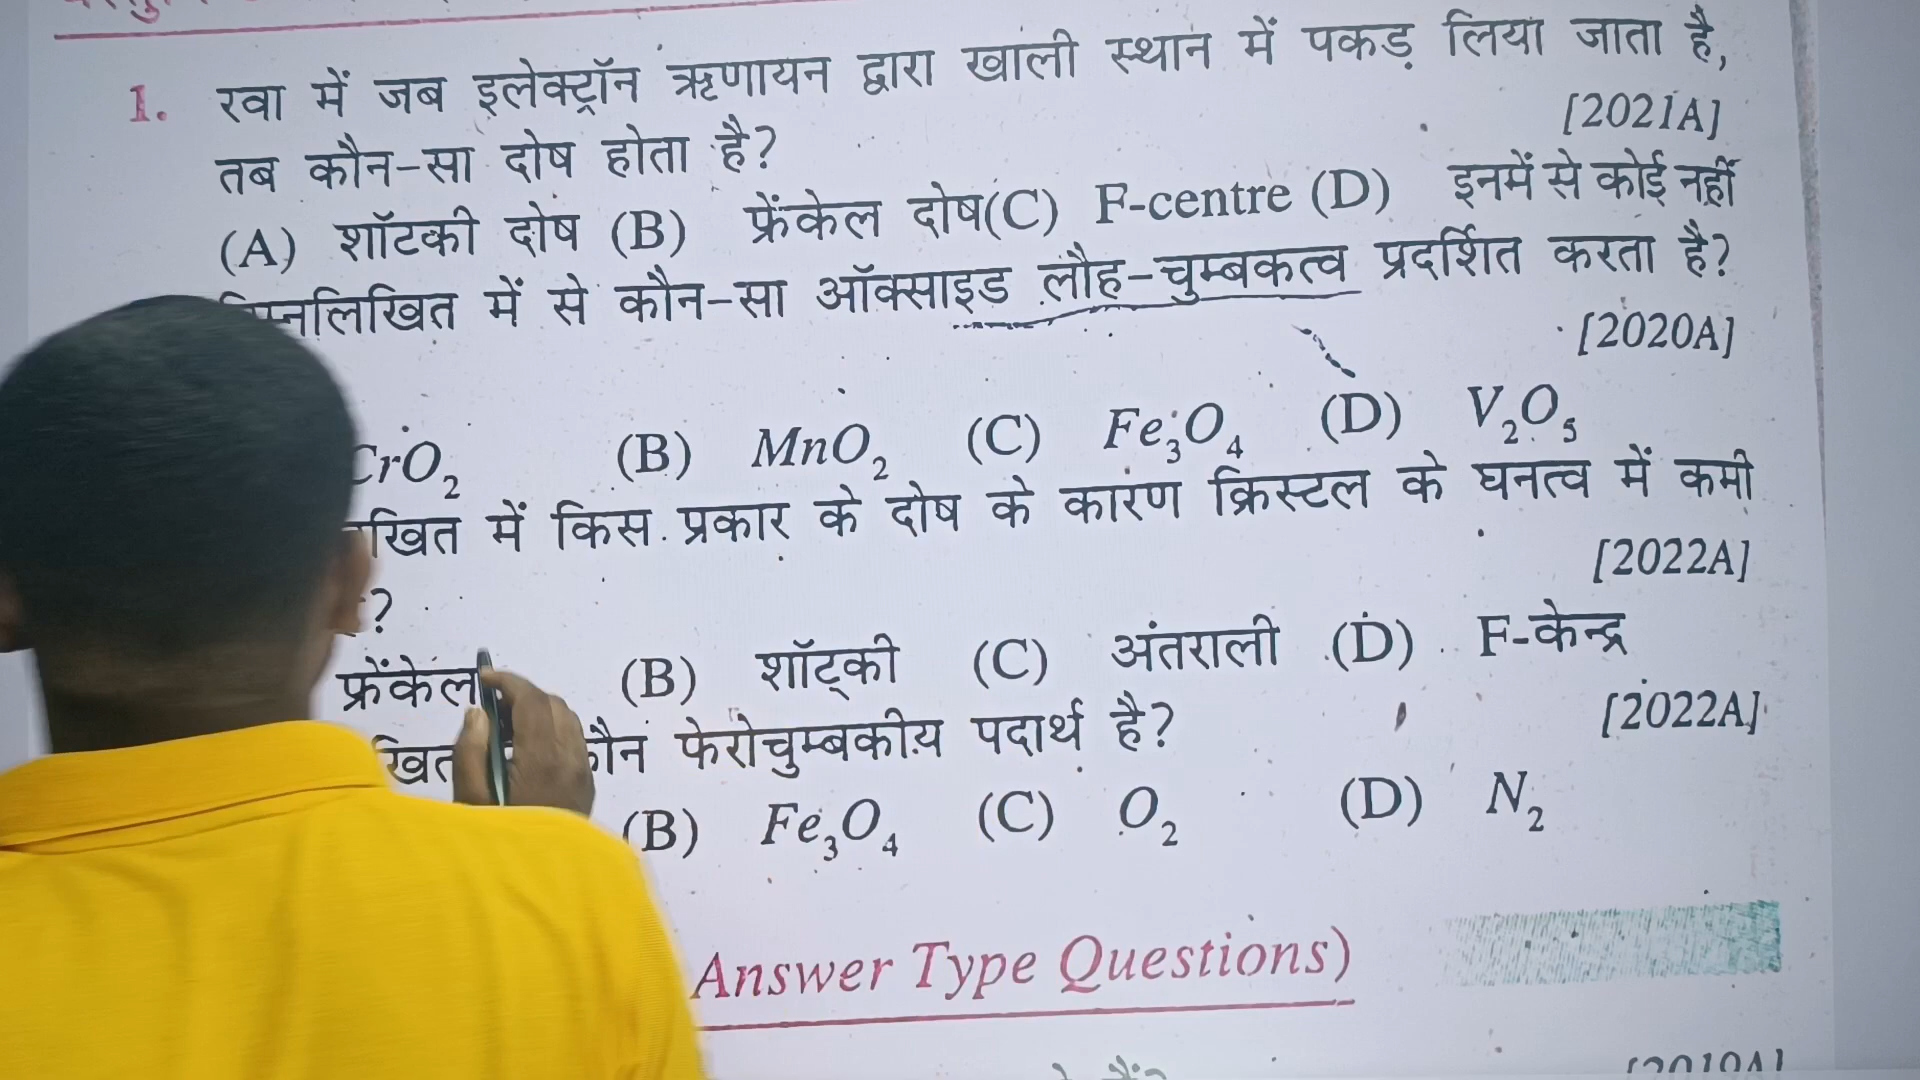 1. रवा में जब इलेक्ट्रॉन ऋणायन द्वारा खाली स्थान में पकड़ लिया जाता है,
तब कौन-सा दोष होता है? [2021A]
(A) शॉटकी दोष (B) फ्रेंकेल दोष(C) F-centre (D) इनमें से कोई नहीं
में से कौन-सा ऑक्साइड लौह-चुम्बकत्व प्रदर्शित करता है?
[2020A]
CrO₂ (B) MnO₂ (C) Fe₃O₄ (D) V₂O₅
में किस प्रकार के दोष के कारण क्रिस्टल के घनत्व में कमी
? [2022A]
फ्रेंकेल (B) शॉट्की (C) अंतराली (D) F-केन्द्र
कौन फेरोचुम्बकीय पदार्थ है? [2022A]
(B) Fe₃O₄ (C) O₂ (D) N₂
Answer Type Questions)